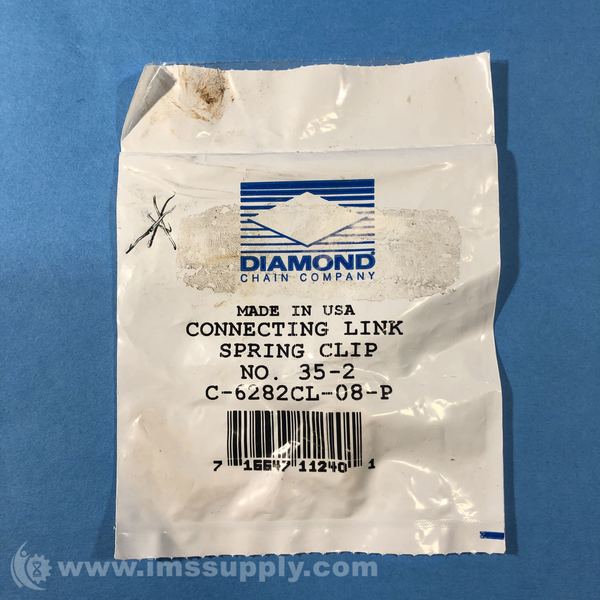 DIAMOND
CHAIN COMPANY
MADE IN USA
CONNECTING LINK
SPRING CLIP
NO. 35-2
C-6282CL-08-P
7 16647 11240 1
www.imssupply.com